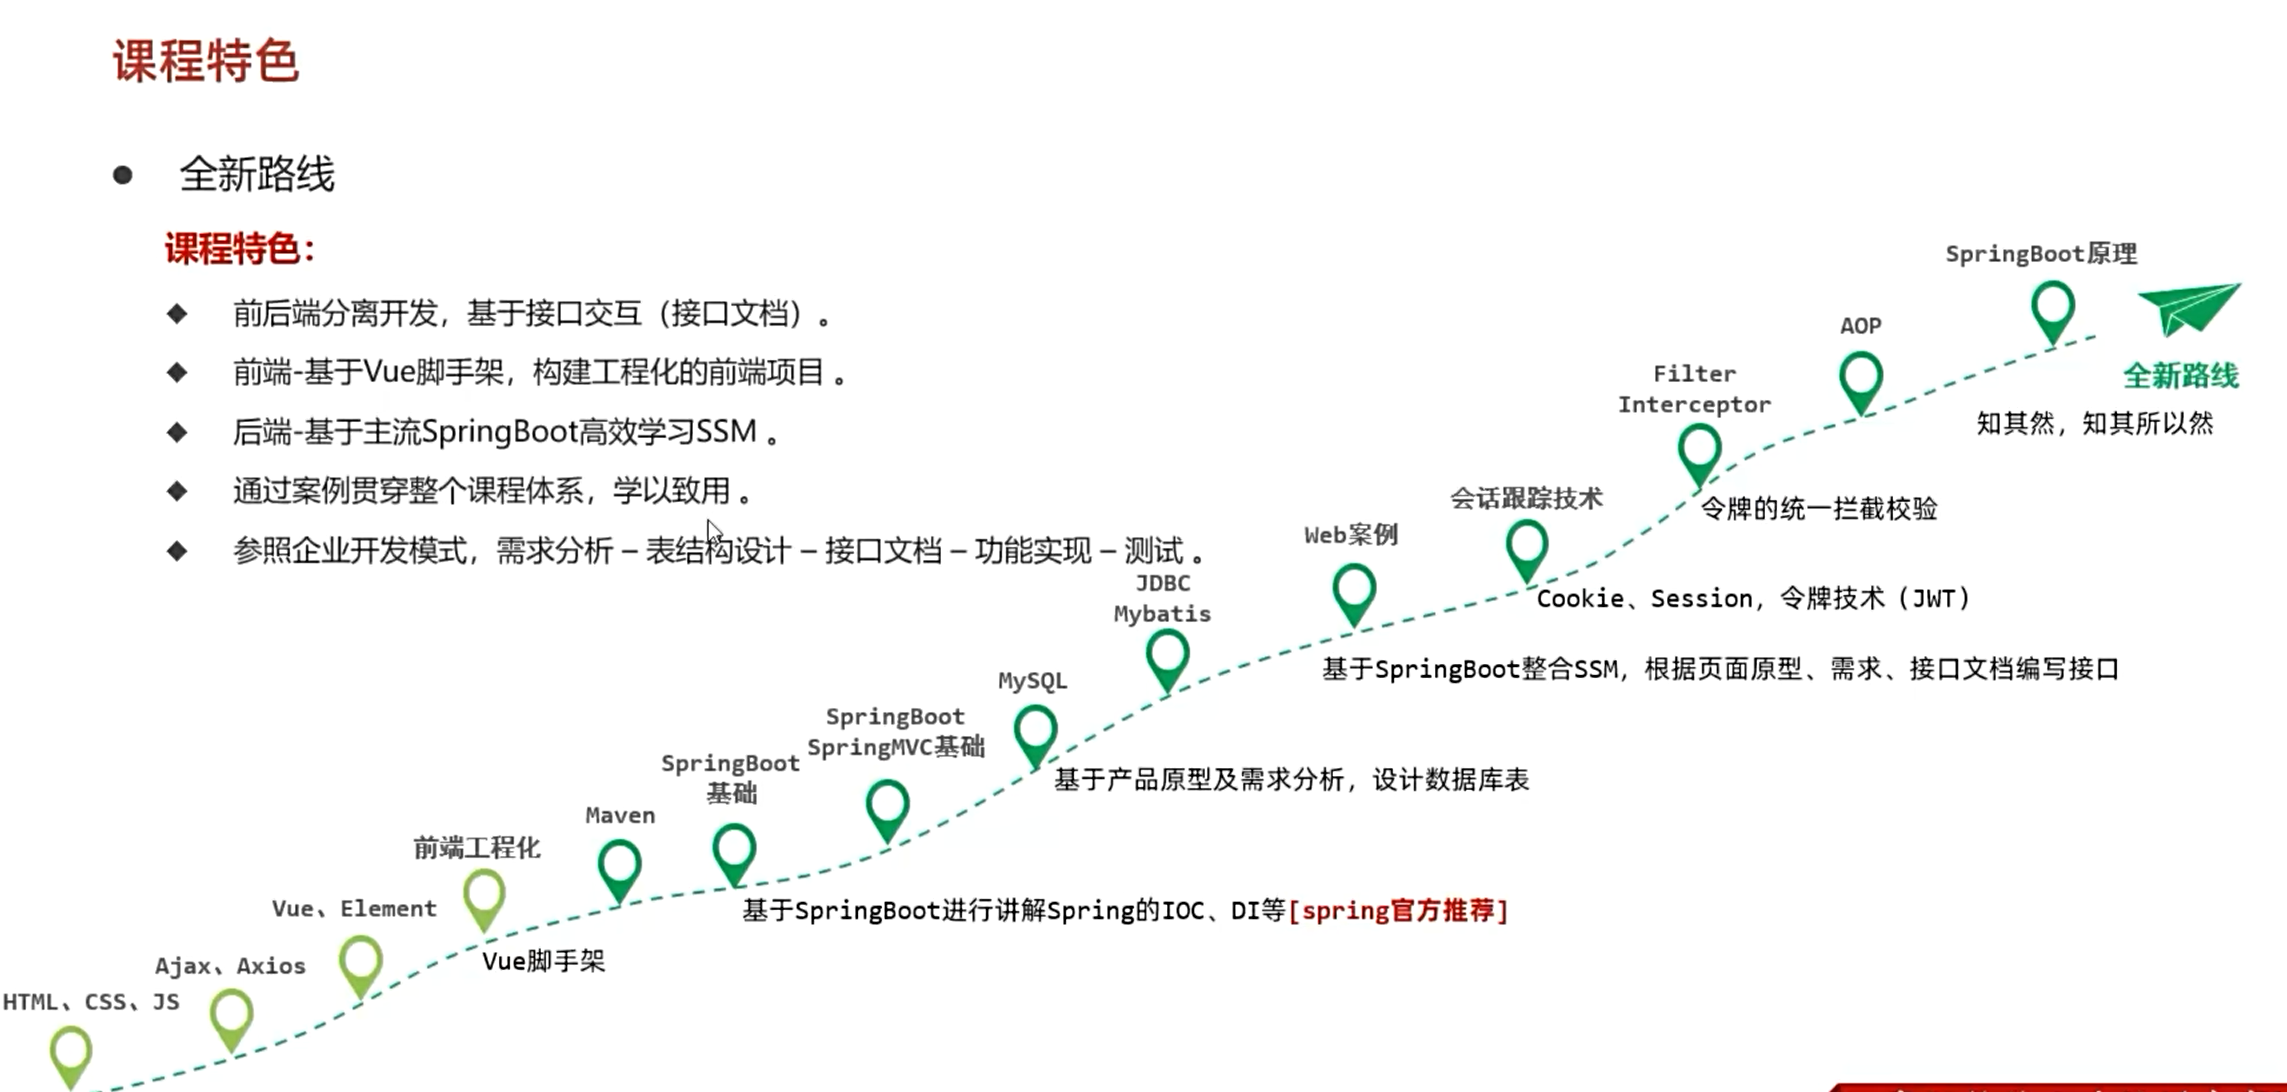 课程特色
全新路线
课程特色：
前后端分离开发，基于接口交互（接口文档）。
前端-基于Vue脚手架，构建工程化的前端项目 。
后端-基于主流SpringBoot高效学习SSM 。
通过案例贯穿整个课程体系，学以致用 。
参照企业开发模式，需求分析 – 表结构设计 – 接口文档 – 功能实现 – 测试 。
HTML、CSS、JS
Ajax、Axios
Vue、Element
前端工程化
Vue脚手架
Maven
SpringBoot
基础
基于SpringBoot进行讲解Spring的IOC、DI等[spring官方推荐]
SpringBoot
SpringMVC基础
MySQL
基于产品原型及需求分析，设计数据库表
JDBC
Mybatis
Web案例
基于SpringBoot整合SSM，根据页面原型、需求、接口文档编写接口
会话跟踪技术
Cookie、Session，令牌技术（JWT）
Filter
Interceptor
令牌的统一拦截校验
AOP
SpringBoot原理
全新路线
知其然，知其所以然